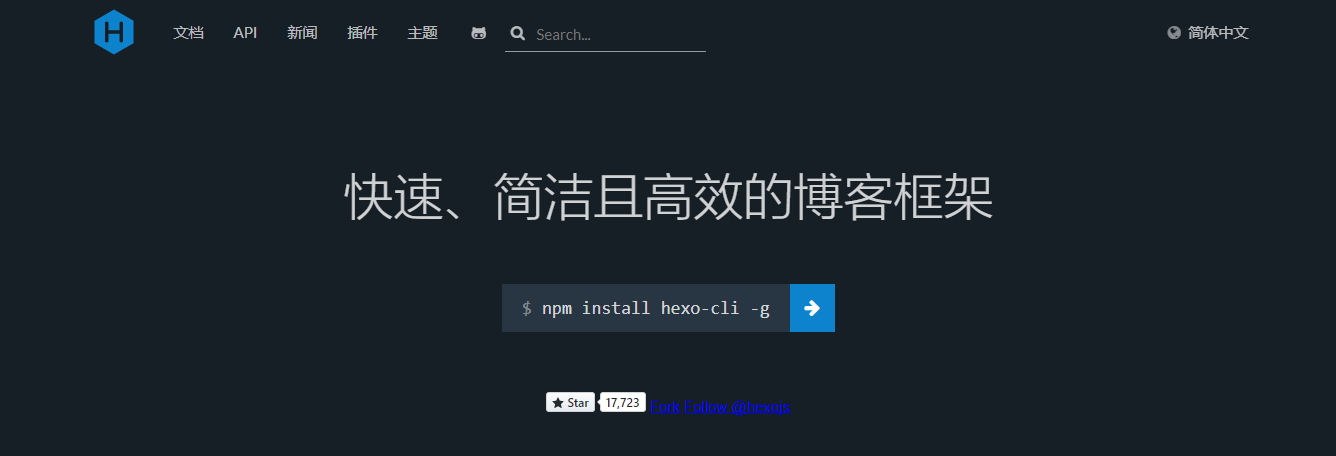 H 文档 API 新闻 插件 主题 Search... 简体中文
快速、简洁且高效的博客框架
$ npm install hexo-cli -g
Star 17,723 Fork Follow @hexojs